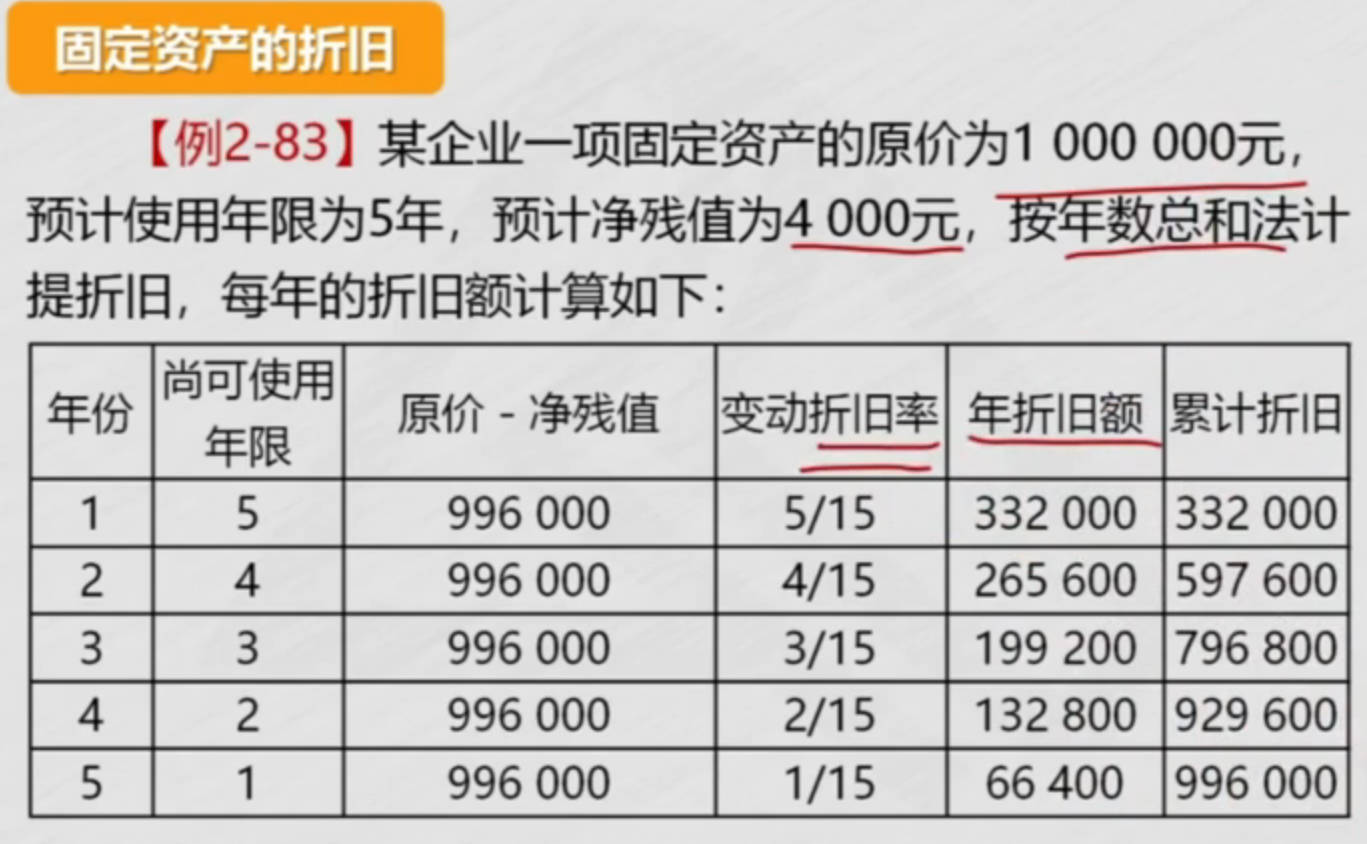 固定资产的折旧
【例2-83】某企业一项固定资产的原价为1 000 000元，
预计使用年限为5年，预计净残值为4 000元，按年数总和法计
提折旧，每年的折旧额计算如下：
年份 尚可使用年限 原价 - 净残值 变动折旧率 年折旧额 累计折旧
1 5 996 000 5/15 332 000 332 000
2 4 996 000 4/15 265 600 597 600
3 3 996 000 3/15 199 200 796 800
4 2 996 000 2/15 132 800 929 600
5 1 996 000 1/15 66 400 996 000